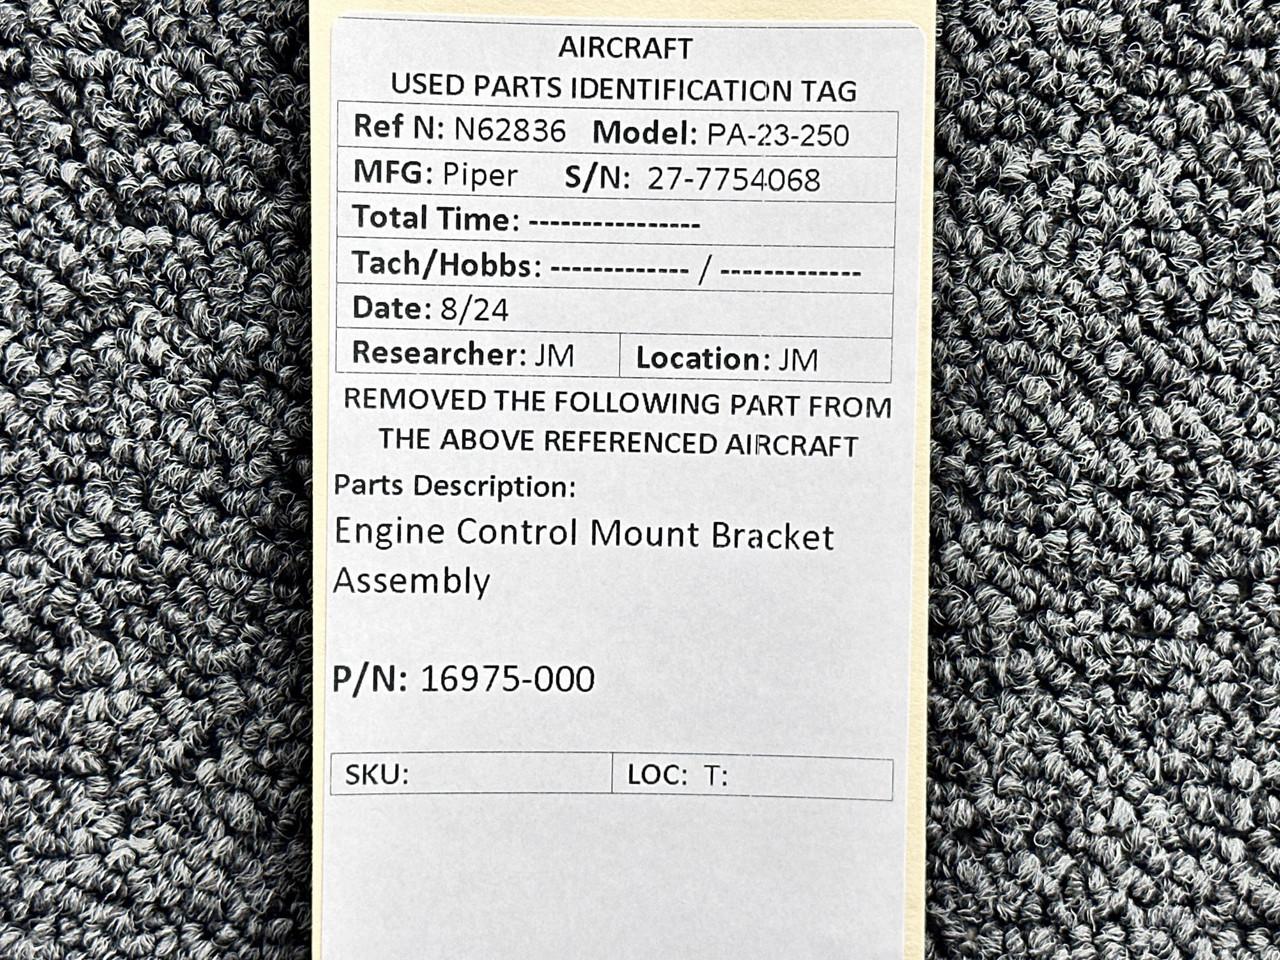 AIRCRAFT
USED PARTS IDENTIFICATION TAG
Ref N: N62836 Model: PA-23-250
MFG: Piper S/N: 27-7754068
Total Time: ----------------
Tach/Hobbs: ------------- / -------------
Date: 8/24
Researcher: JM Location: JM
REMOVED THE FOLLOWING PART FROM
THE ABOVE REFERENCED AIRCRAFT
Parts Description:
Engine Control Mount Bracket
Assembly
P/N: 16975-000
SKU: LOC: T: